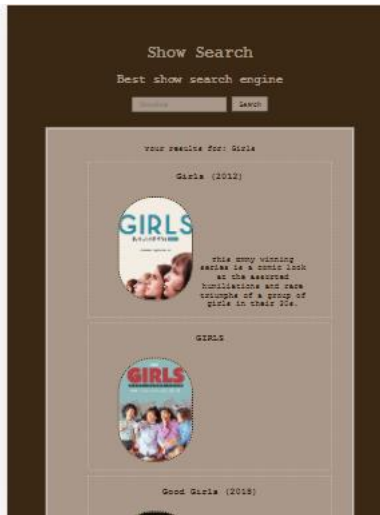 Show Search
Best show search engine
Search
Your results for: Girls
Girls (2012)
GIRLS
This emmy winning
series is a comic look
at the assorted
humiliations and rare
triumphs of a group of
girls in their 20s.
GIRLS
GIRLS
Good Girls (2018)